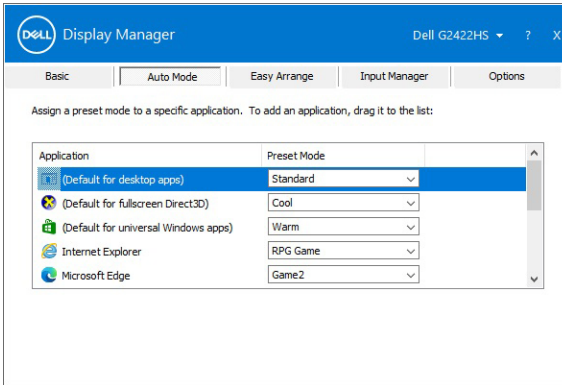 DELL Display Manager Dell G2422HS ? X
Basic Auto Mode Easy Arrange Input Manager Options
Assign a preset mode to a specific application. To add an application, drag it to the list:
Application Preset Mode
(Default for desktop apps) Standard
(Default for fullscreen Direct3D) Cool
(Default for universal Windows apps) Warm
Internet Explorer RPG Game
Microsoft Edge Game2